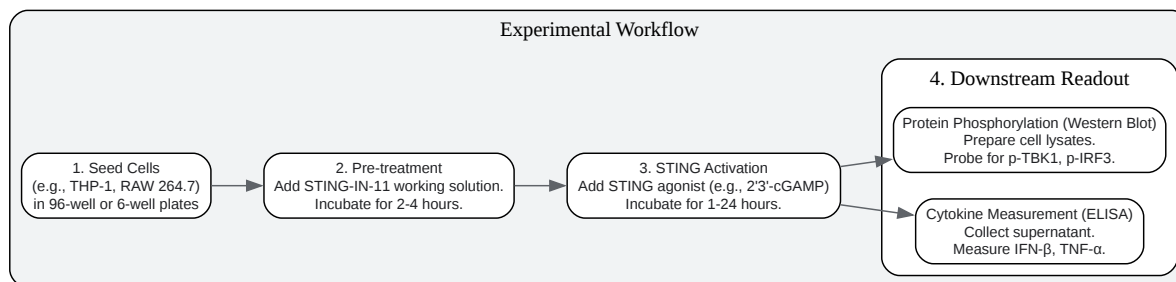 Experimental Workflow
1. Seed Cells
(e.g., THP-1, RAW 264.7)
in 96-well or 6-well plates
2. Pre-treatment
Add STING-IN-11 working solution.
Incubate for 2-4 hours.
3. STING Activation
Add STING agonist (e.g., 2'3'-cGAMP)
Incubate for 1-24 hours.
4. Downstream Readout
Protein Phosphorylation (Western Blot)
Prepare cell lysates.
Probe for p-TBK1, p-IRF3.
Cytokine Measurement (ELISA)
Collect supernatant.
Measure IFN-β, TNF-α.